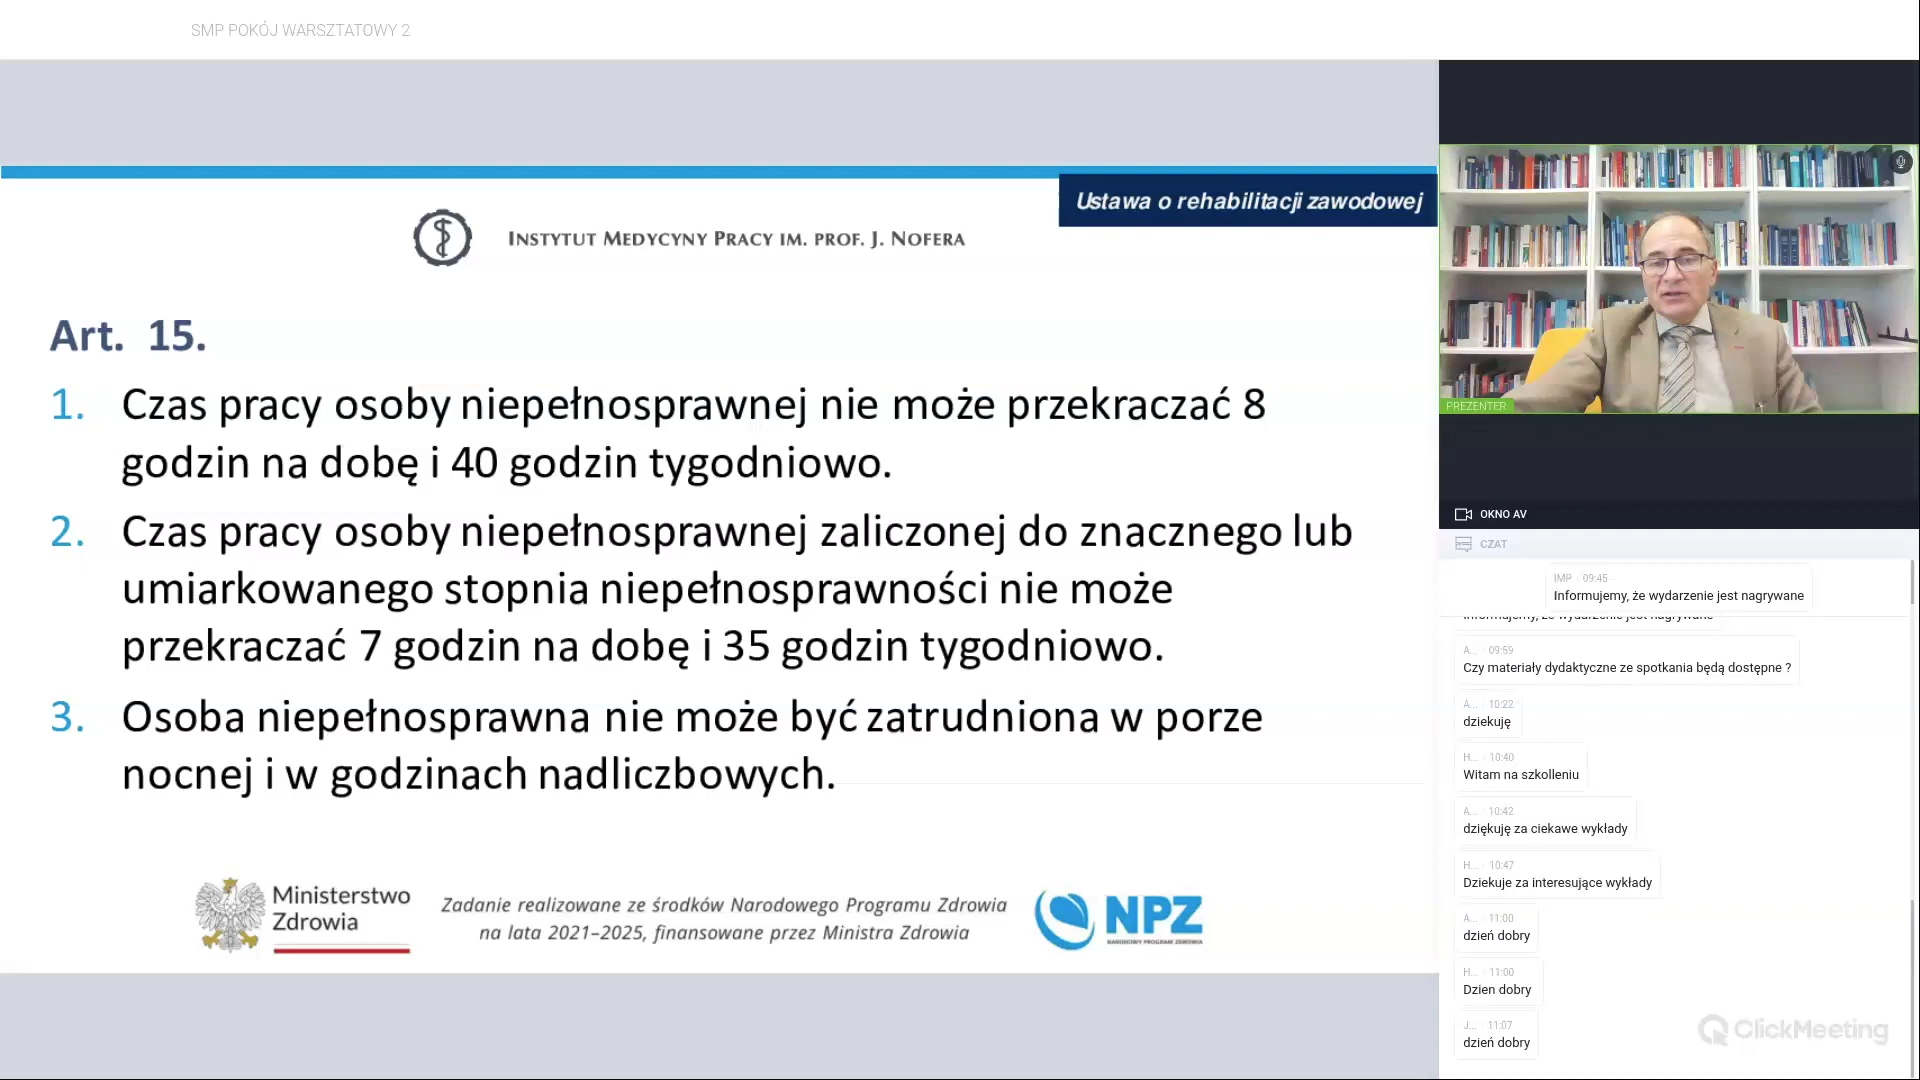 SMP POKÓJ WARSZTATOWY 2
Ustawa o rehabilitacji zawodowej
INSTYTUT MEDYCYNY PRACY IM. PROF. J. NOFERA
Art. 15.
1. Czas pracy osoby niepełnosprawnej nie może przekraczać 8
godzin na dobę i 40 godzin tygodniowo.
2. Czas pracy osoby niepełnosprawnej zaliczonej do znacznego lub
umiarkowanego stopnia niepełnosprawności nie może
przekraczać 7 godzin na dobę i 35 godzin tygodniowo.
3. Osoba niepełnosprawna nie może być zatrudniona w porze
nocnej i w godzinach nadliczbowych.
Ministerstwo
Zdrowia
Zadanie realizowane ze środków Narodowego Programu Zdrowia
na lata 2021–2025, finansowane przez Ministra Zdrowia
NPZ
NARODOWY PROGRAM ZDROWIA
PREZENTER
OKNO AV
CZAT
IMP · 09:45
Informujemy, że wydarzenie jest nagrywane
Informujemy, że wydarzenie jest nagrywane
A... · 09:59
Czy materiały dydaktyczne ze spotkania będą dostępne ?
A... · 10:22
dziekuję
H... · 10:40
Witam na szkolleniu
A... · 10:42
dziękuję za ciekawe wykłady
H... · 10:47
Dziekuje za interesujące wykłady
A... · 11:00
dzień dobry
H... · 11:00
Dzien dobry
J... · 11:07
dzień dobry
ClickMeeting